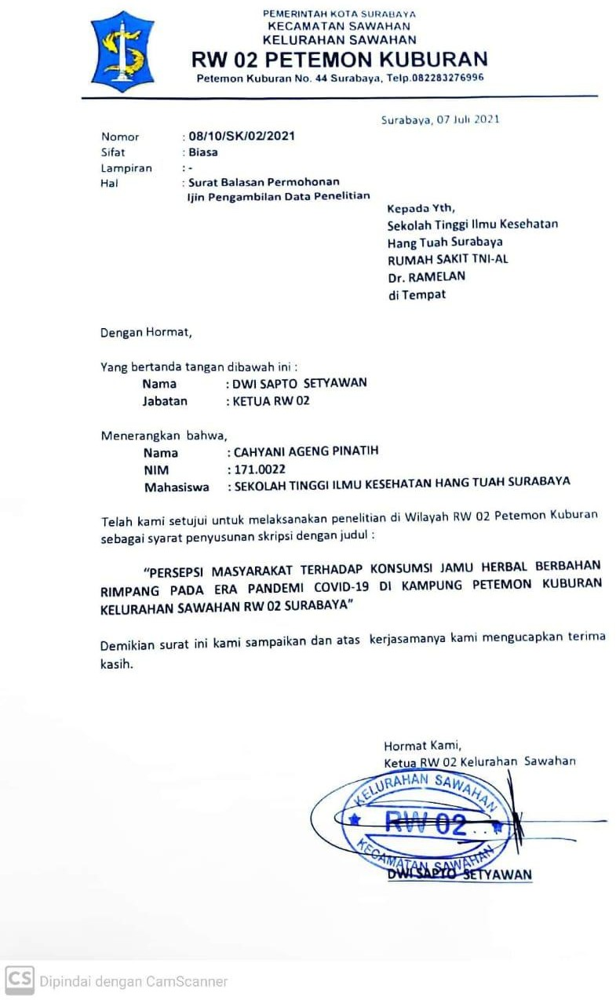 PEMERINTAH KOTA SURABAYA
KECAMATAN SAWAHAN
KELURAHAN SAWAHAN
RW 02 PETEMON KUBURAN
Petemon Kuburan No. 44 Surabaya, Telp.082283276996
Surabaya, 07 Juli 2021
Nomor : 08/10/SK/02/2021
Sifat : Biasa
Lampiran : -
Hal : Surat Balasan Permohonan
Ijin Pengambilan Data Penelitian
Kepada Yth,
Sekolah Tinggi Ilmu Kesehatan
Hang Tuah Surabaya
RUMAH SAKIT TNI-AL
Dr. RAMELAN
di Tempat
Dengan Hormat,
Yang bertanda tangan dibawah ini :
Nama : DWI SAPTO SETYAWAN
Jabatan : KETUA RW 02
Menerangkan bahwa,
Nama : CAHYANI AGENG PINATIH
NIM : 171.0022
Mahasiswa : SEKOLAH TINGGI ILMU KESEHATAN HANG TUAH SURABAYA
Telah kami setujui untuk melaksanakan penelitian di Wilayah RW 02 Petemon Kuburan
sebagai syarat penyusunan skripsi dengan judul :
“PERSEPSI MASYARAKAT TERHADAP KONSUMSI JAMU HERBAL BERBAHAN
RIMPANG PADA ERA PANDEMI COVID-19 DI KAMPUNG PETEMON KUBURAN
KELURAHAN SAWAHAN RW 02 SURABAYA”
Demikian surat ini kami sampaikan dan atas kerjasamanya kami mengucapkan terima
kasih.
Hormat Kami,
Ketua RW 02 Kelurahan Sawahan
KELURAHAN SAWAHAN
RW 02
KECAMATAN SAWAHAN
DWI SAPTO SETYAWAN
CS Dipindai dengan CamScanner